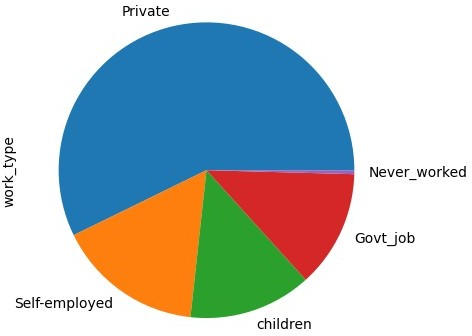 Private
work_type
Never_worked
Govt_job
Self-employed
children